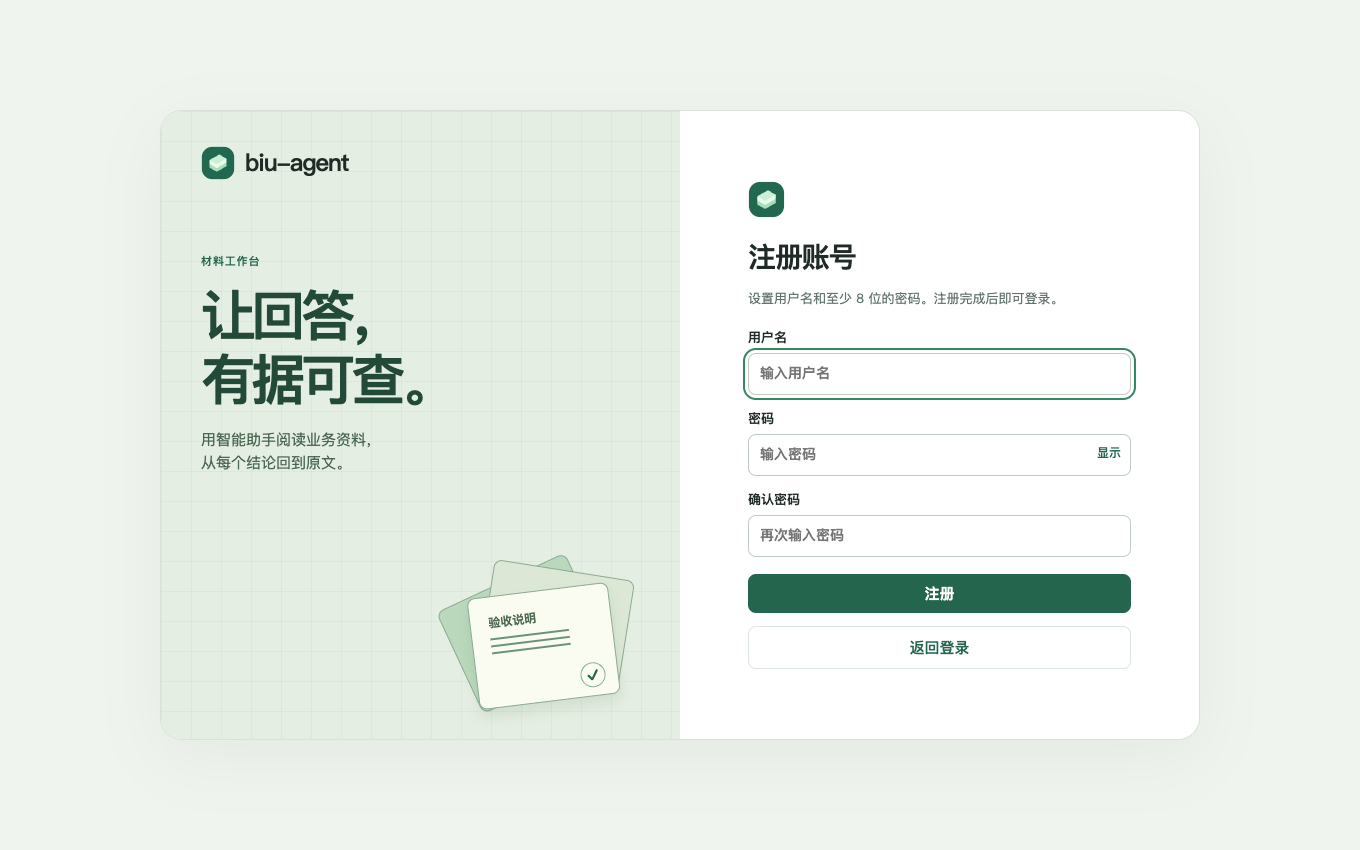 biu–agent
材料工作台
让回答，
有据可查。
用智能助手阅读业务资料，
从每个结论回到原文。
验收说明
注册账号
设置用户名和至少 8 位的密码。注册完成后即可登录。
用户名
输入用户名
密码
输入密码
显示
确认密码
再次输入密码
注册
返回登录